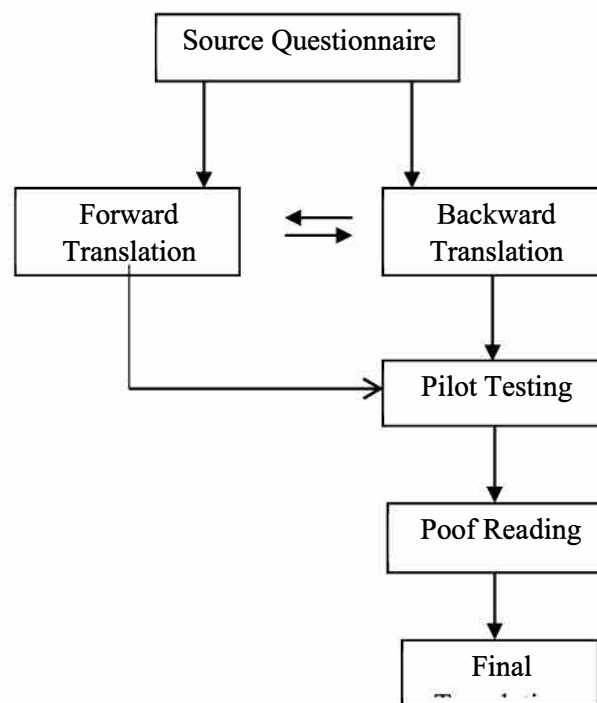 Source Questionnaire
Forward
Translation
Backward
Translation
Pilot Testing
Poof Reading
Final